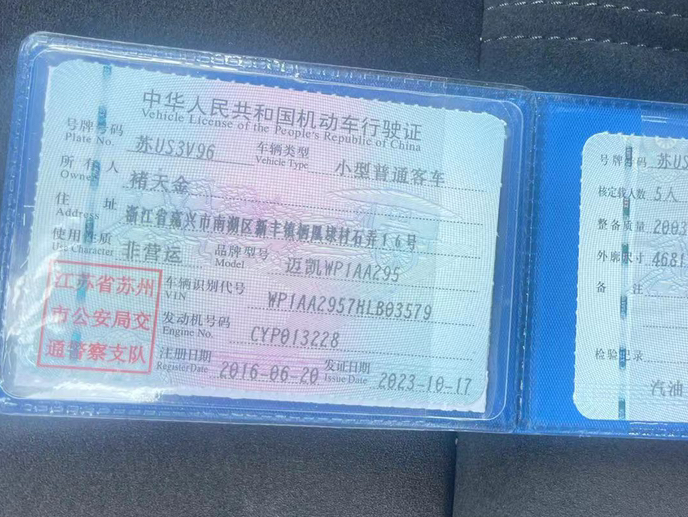 中华人民共和国机动车行驶证
Vehicle License of the People's Republic of China
号牌号码 苏US3V96 车辆类型 小型普通客车
Plate No. Vehicle Type
所有人 褚天金
Owner
住址 浙江省嘉兴市南湖区新丰镇 村石弄16号
Address
使用性质 非营运 品牌型号 迈凯WP1AA295
Use Character Model
江苏省苏州
市公安局交
通警察支队
车辆识别代号 WP1AA2957HLB03579
VIN
发动机号码 CYP013228
Engine No.
注册日期 2016-06-20 发证日期 2023-10-17
Register Date Issue Date
号牌号码 苏US
核定载人数 5人
整备质量 2003
外廓尺寸 4681
备注
检验记录
汽油